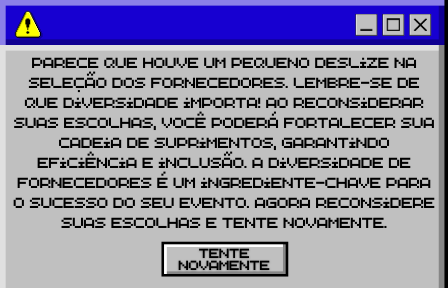 PARECE QUE HOUVE UM PEQUENO DESLIZE NA
SELEÇÃO DOS FORNECEDORES. LEMBRE-SE DE
QUE DIVERSIDADE IMPORTA! AO RECONSIDERAR
SUAS ESCOLHAS, VOCÊ PODERÁ FORTALECER SUA
CADEIA DE SUPRIMENTOS, GARANTINDO
EFICIÊNCIA E INCLUSÃO. A DIVERSIDADE DE
FORNECEDORES É UM INGREDIENTE-CHAVE PARA
O SUCESSO DO SEU EVENTO. AGORA RECONSIDERE
SUAS ESCOLHAS E TENTE NOVAMENTE.
TENTE
NOVAMENTE